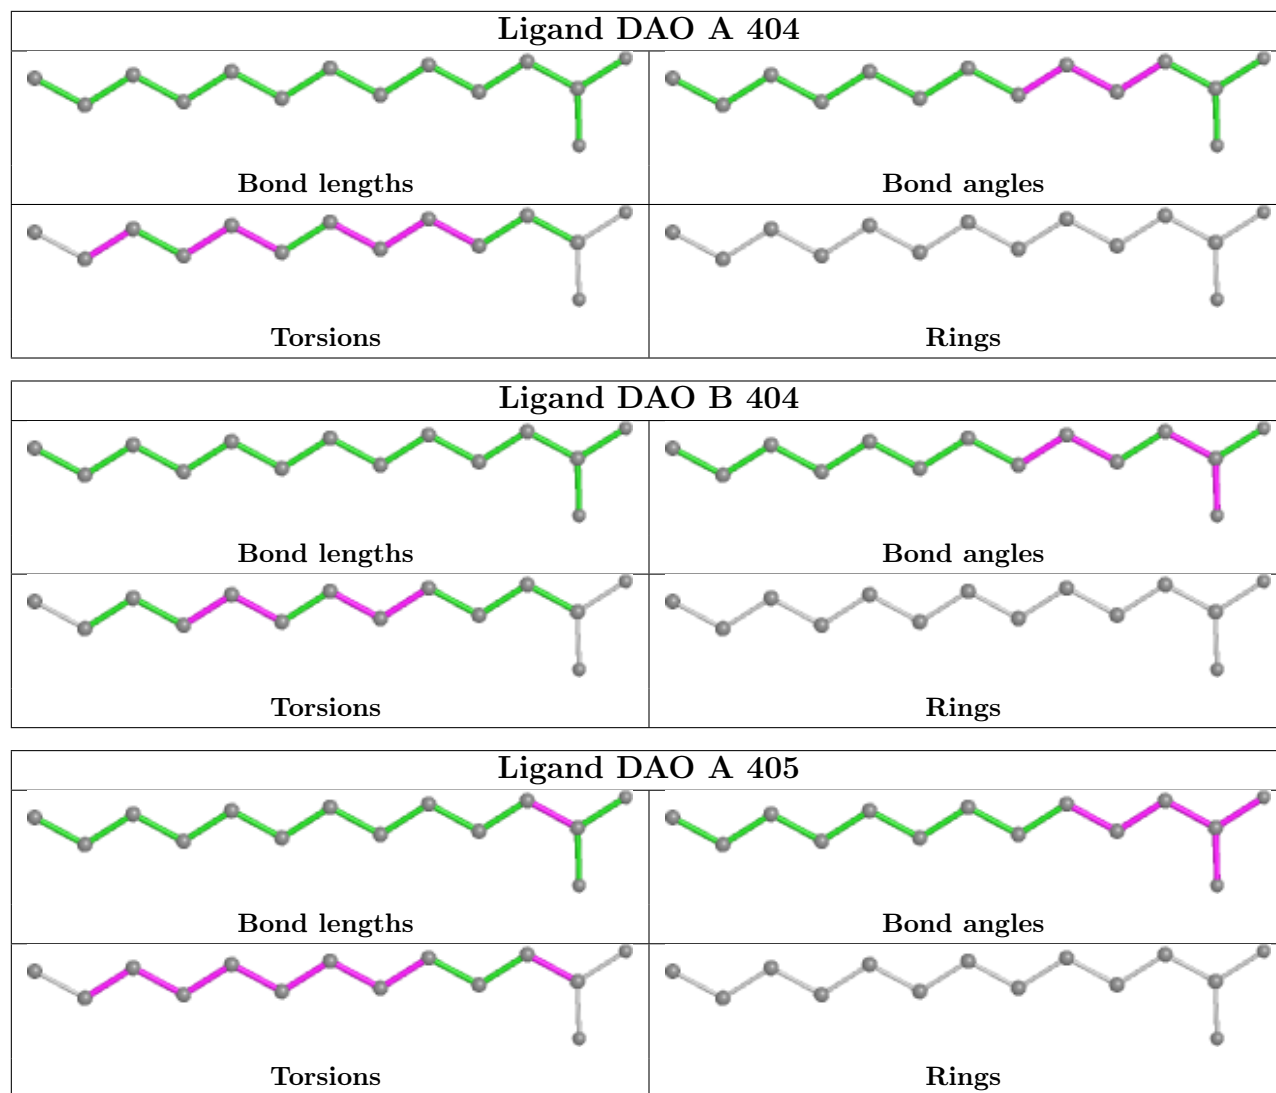 Ligand DAO A 404
Bond lengths
Bond angles
Torsions
Rings
Ligand DAO B 404
Bond lengths
Bond angles
Torsions
Rings
Ligand DAO A 405
Bond lengths
Bond angles
Torsions
Rings